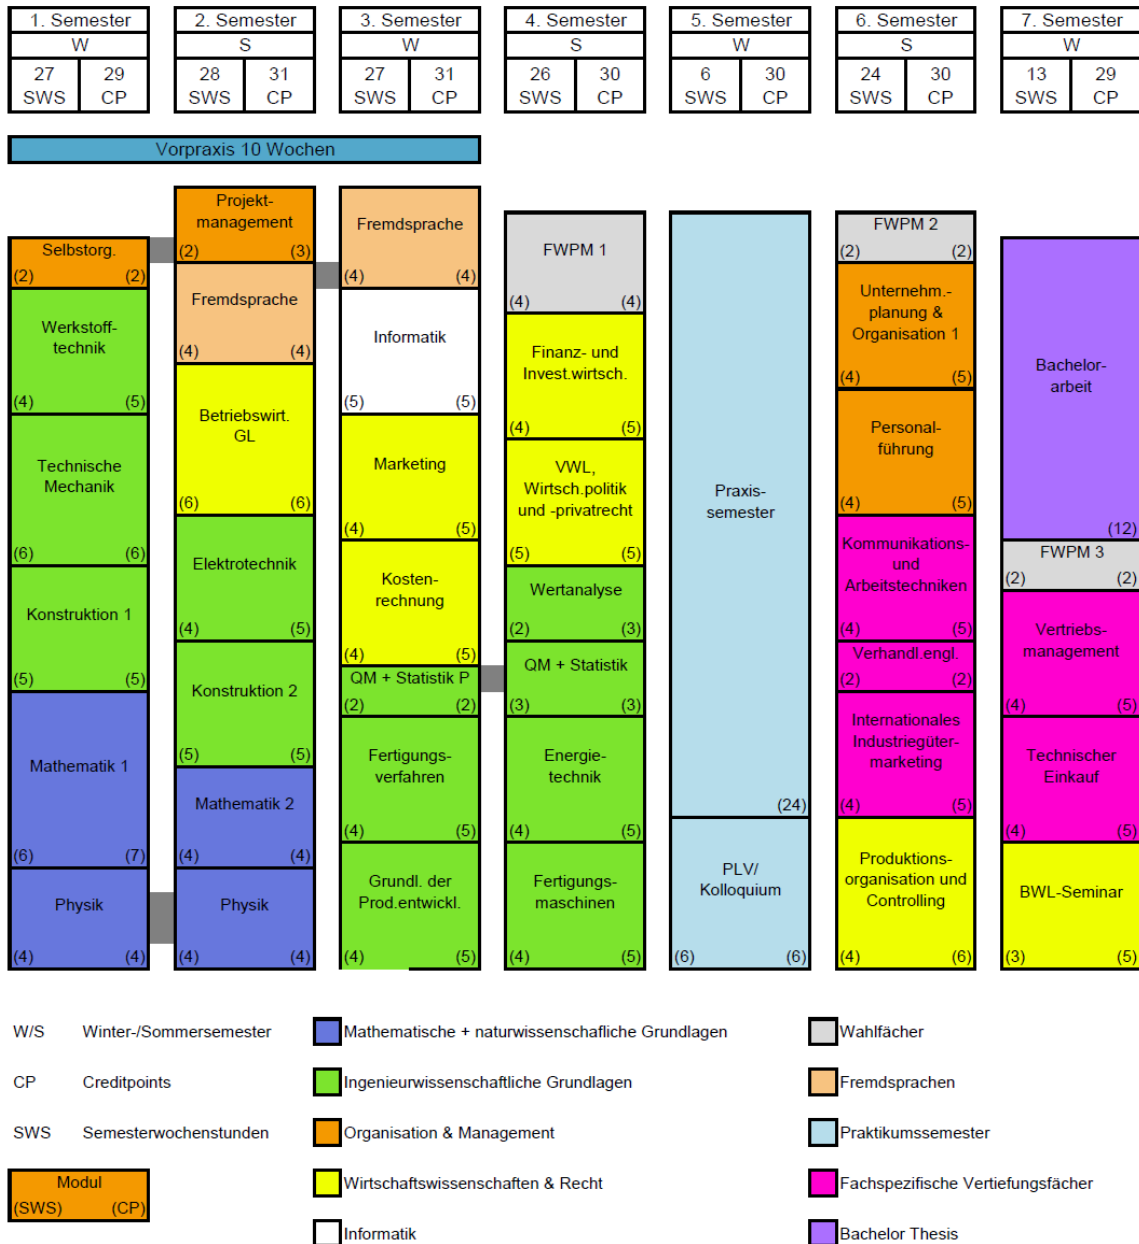 1. Semester
W
27 29
SWS CP
2. Semester
S
28 31
SWS CP
3. Semester
W
27 31
SWS CP
4. Semester
S
26 30
SWS CP
5. Semester
W
6 30
SWS CP
6. Semester
S
24 30
SWS CP
7. Semester
W
13 29
SWS CP
Vorpraxis 10 Wochen
Selbstorg.
(2) (2)
Werkstoff-
technik
(4) (5)
Technische
Mechanik
(6) (6)
Konstruktion 1
(5) (5)
Mathematik 1
(6) (7)
Physik
(4) (4)
Projekt-
management
(2) (3)
Fremdsprache
(4) (4)
Betriebswirt.
GL
(6) (6)
Elektrotechnik
(4) (5)
Konstruktion 2
(5) (5)
Mathematik 2
(4) (4)
Physik
(4) (4)
Fremdsprache
(4) (4)
Informatik
(5) (5)
Marketing
(4) (5)
Kosten-
rechnung
(4) (5)
QM + Statistik P
(2) (2)
Fertigungs-
verfahren
(4) (5)
Grundl. der
Prod.entwickl.
(4) (5)
FWPM 1
(4) (4)
Finanz- und
Invest.wirtsch.
(4) (5)
VWL,
Wirtsch.politik
und -privatrecht
(5) (5)
Wertanalyse
(2) (3)
QM + Statistik
(3) (3)
Energie-
technik
(4) (5)
Fertigungs-
maschinen
(4) (5)
Praxis-
semester
(24)
PLV/
Kolloquium
(6) (6)
FWPM 2
(2) (2)
Unternehm.-
planung &
Organisation 1
(4) (5)
Personal-
führung
(4) (5)
Kommunikations-
und
Arbeitstechniken
(4) (5)
Verhandl.engl.
(2) (2)
Internationales
Industriegüter-
marketing
(4) (5)
Produktions-
organisation und
Controlling
(4) (6)
Bachelor-
arbeit
(12)
FWPM 3
(2) (2)
Vertriebs-
management
(4) (5)
Technischer
Einkauf
(4) (5)
BWL-Seminar
(3) (5)
W/S Winter-/Sommersemester
CP Creditpoints
SWS Semesterwochenstunden
Modul
(SWS) (CP)
Mathematische + naturwissenschafliche Grundlagen
Ingenieurwissenschaftliche Grundlagen
Organisation & Management
Wirtschaftswissenschaften & Recht
Informatik
Wahlfächer
Fremdsprachen
Praktikumssemester
Fachspezifische Vertiefungsfächer
Bachelor Thesis